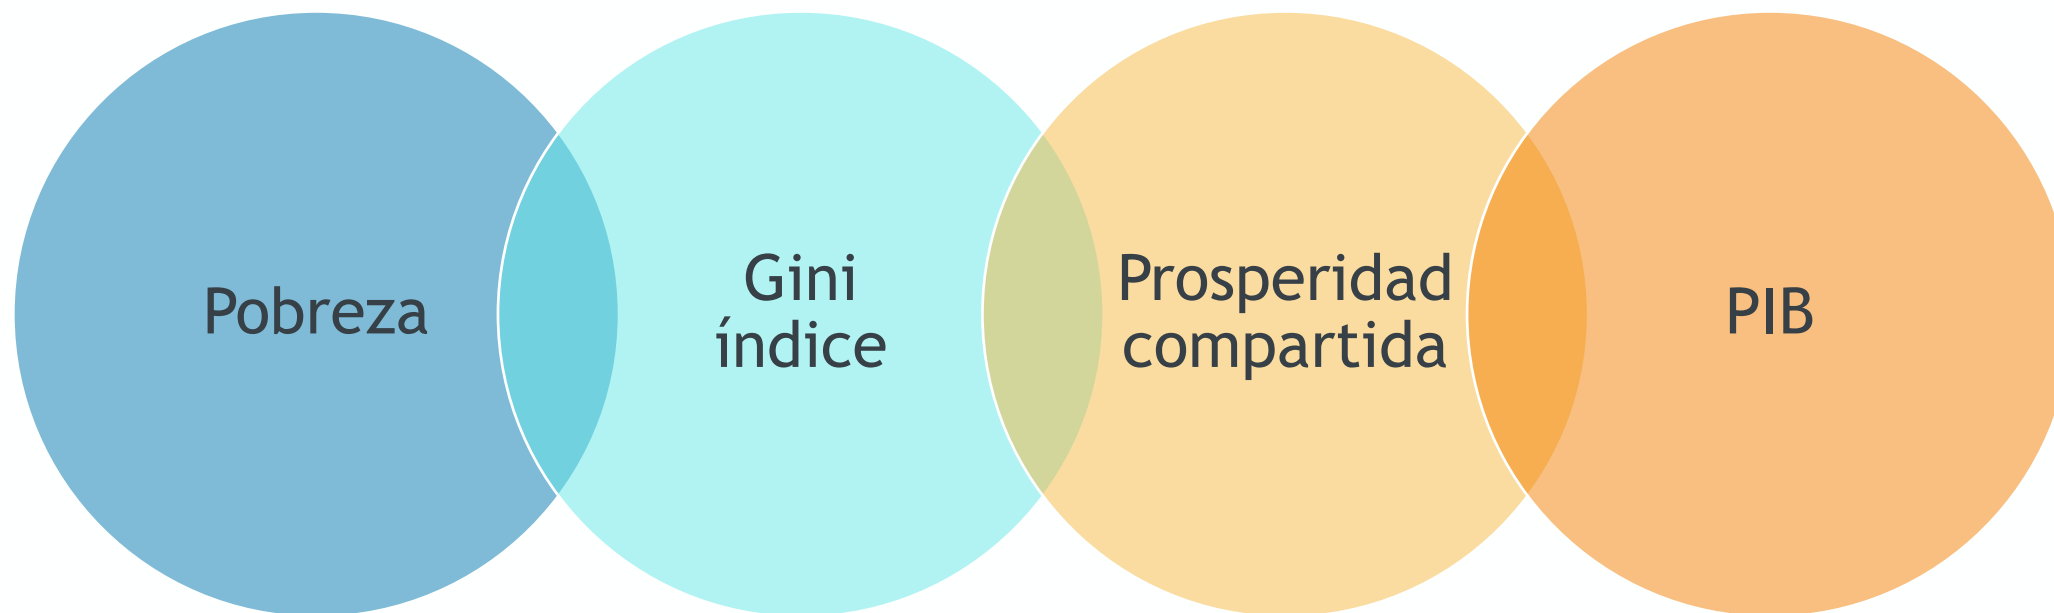 Pobreza
Gini
índice
Prosperidad
compartida
PIB